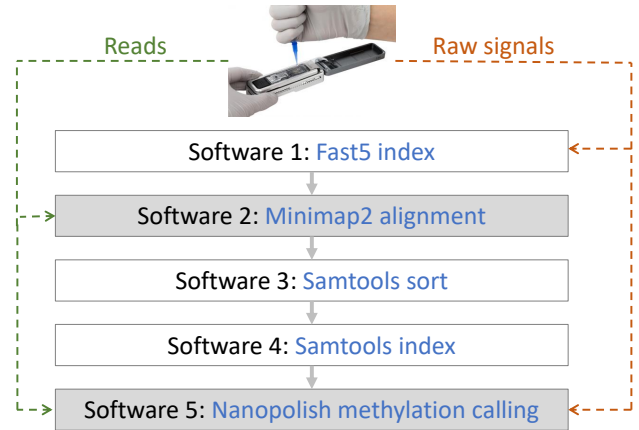 Reads
Raw signals
Software 1: Fast5 index
Software 2: Minimap2 alignment
Software 3: Samtools sort
Software 4: Samtools index
Software 5: Nanopolish methylation calling